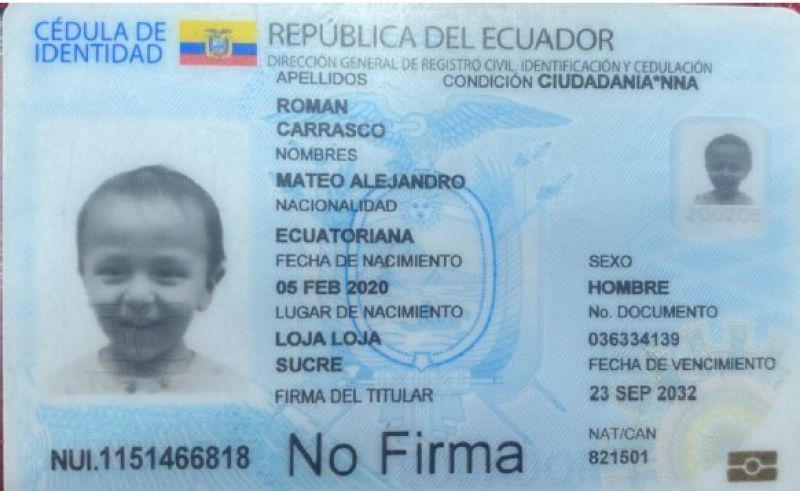 CÉDULA DE
IDENTIDAD
REPÚBLICA DEL ECUADOR
DIRECCIÓN GENERAL DE REGISTRO CIVIL, IDENTIFICACIÓN Y CEDULACIÓN
APELLIDOS
CONDICIÓN CIUDADANIA*NNA
ROMAN
CARRASCO
NOMBRES
MATEO ALEJANDRO
NACIONALIDAD
ECUATORIANA
FECHA DE NACIMIENTO
05 FEB 2020
LUGAR DE NACIMIENTO
LOJA LOJA
SUCRE
FIRMA DEL TITULAR
200205
SEXO
HOMBRE
No. DOCUMENTO
036334139
FECHA DE VENCIMIENTO
23 SEP 2032
NAT/CAN
821501
NUI.1151466818
No Firma